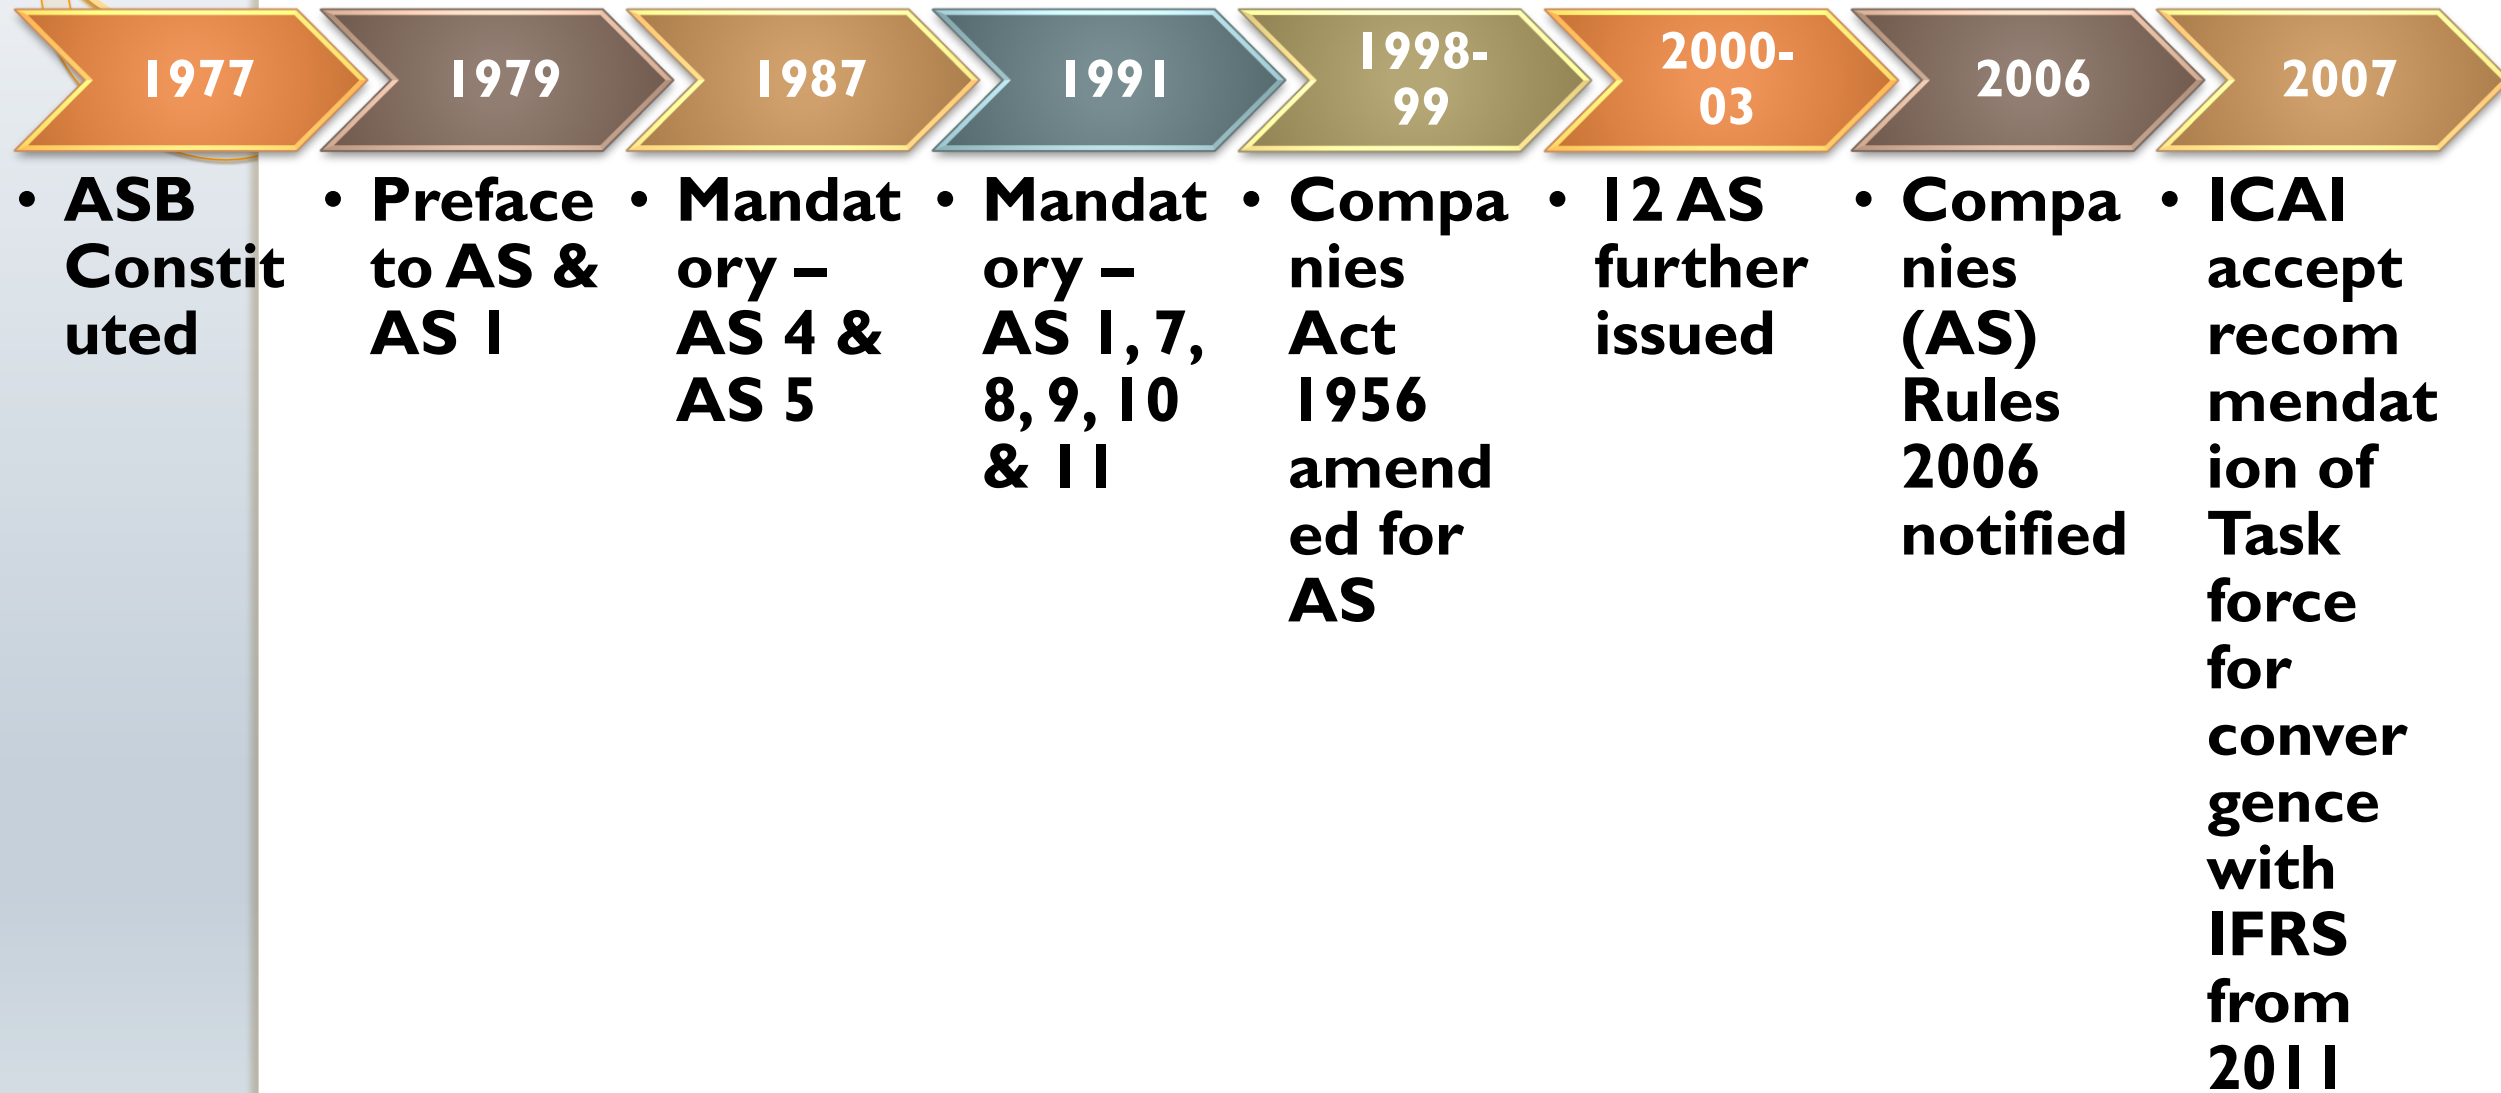 1977
1979
1987
1991
1998-
99
2000-
03
2006
2007
• ASB
Constit
uted
• Preface
to AS &
AS 1
• Mandat
ory –
AS 4 &
AS 5
• Mandat
ory –
AS 1, 7,
8, 9, 10
& 11
• Compa
nies
Act
1956
amend
ed for
AS
• 12 AS
further
issued
• Compa
nies
(AS)
Rules
2006
notified
• ICAI
accept
recom
mendat
ion of
Task
force
for
conver
gence
with
IFRS
from
2011